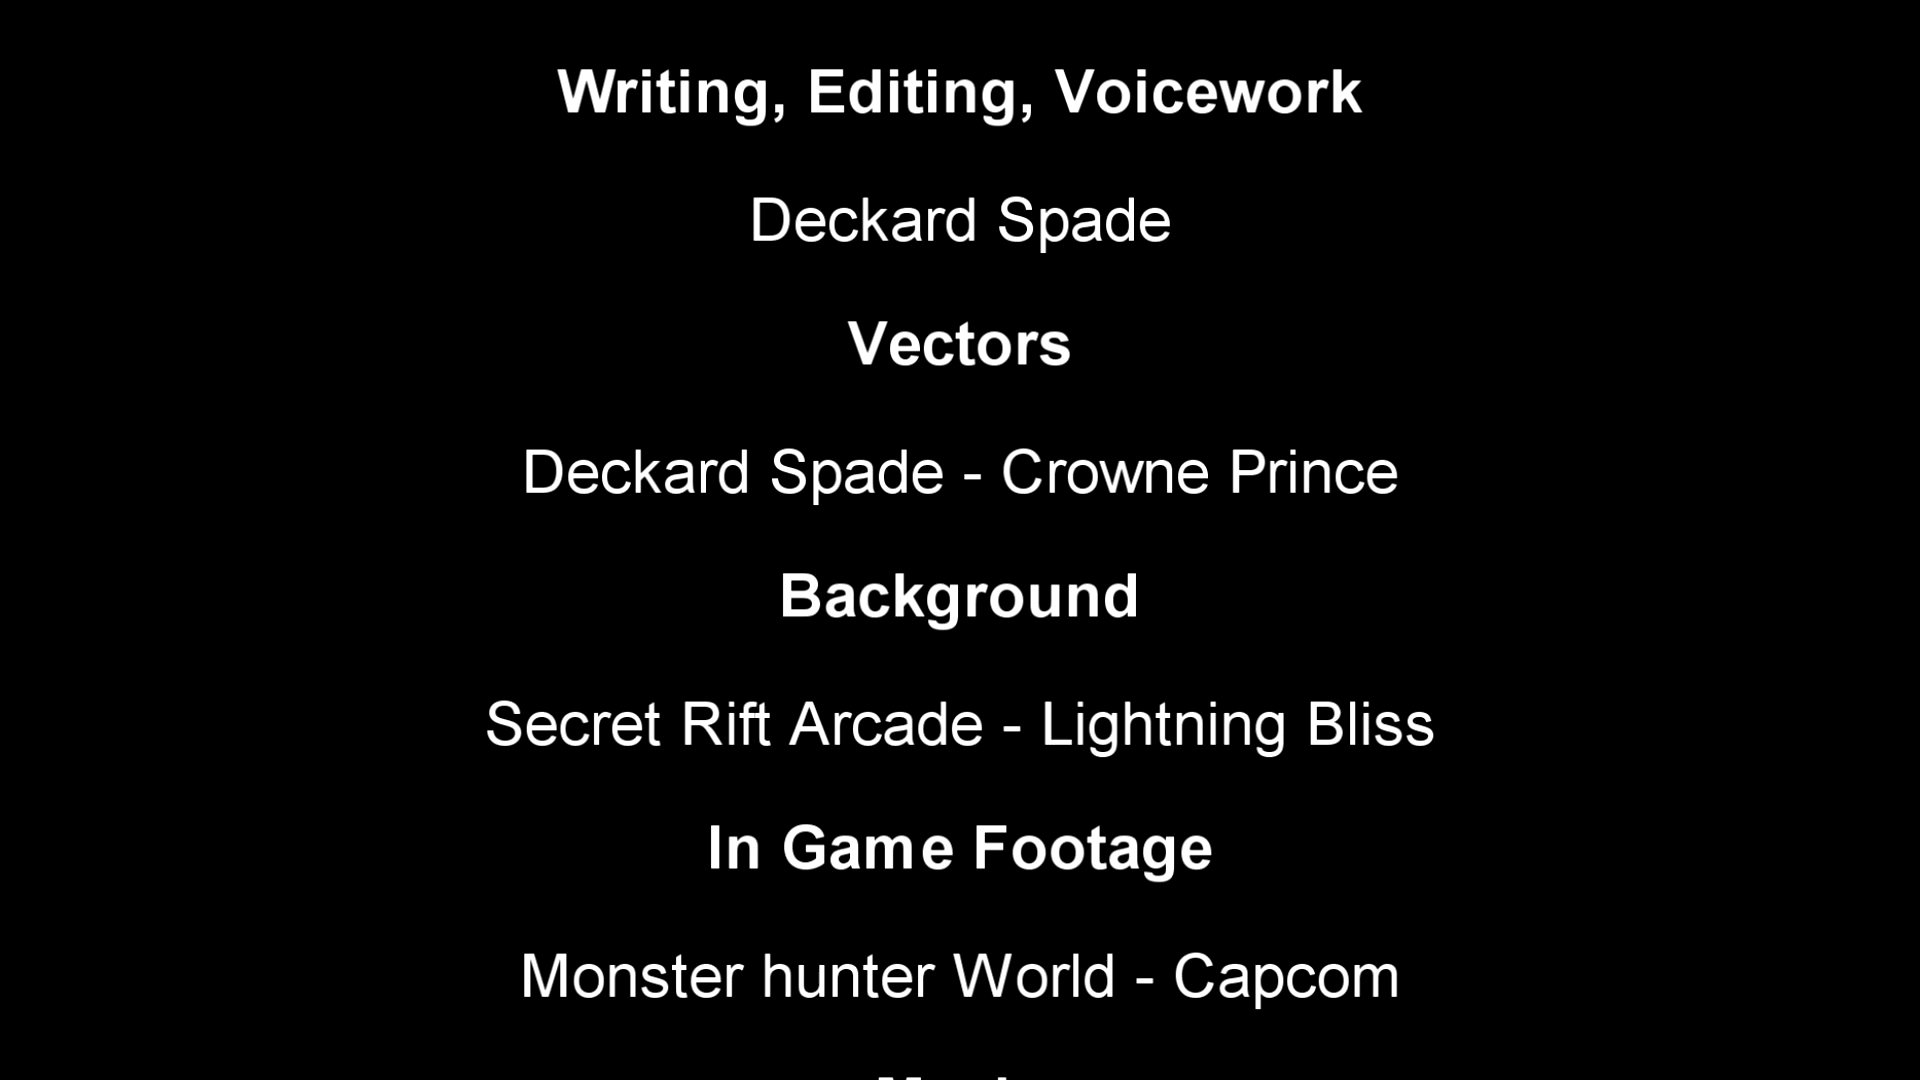 Writing, Editing, Voicework
Deckard Spade
Vectors
Deckard Spade - Crowne Prince
Background
Secret Rift Arcade - Lightning Bliss
In Game Footage
Monster hunter World - Capcom